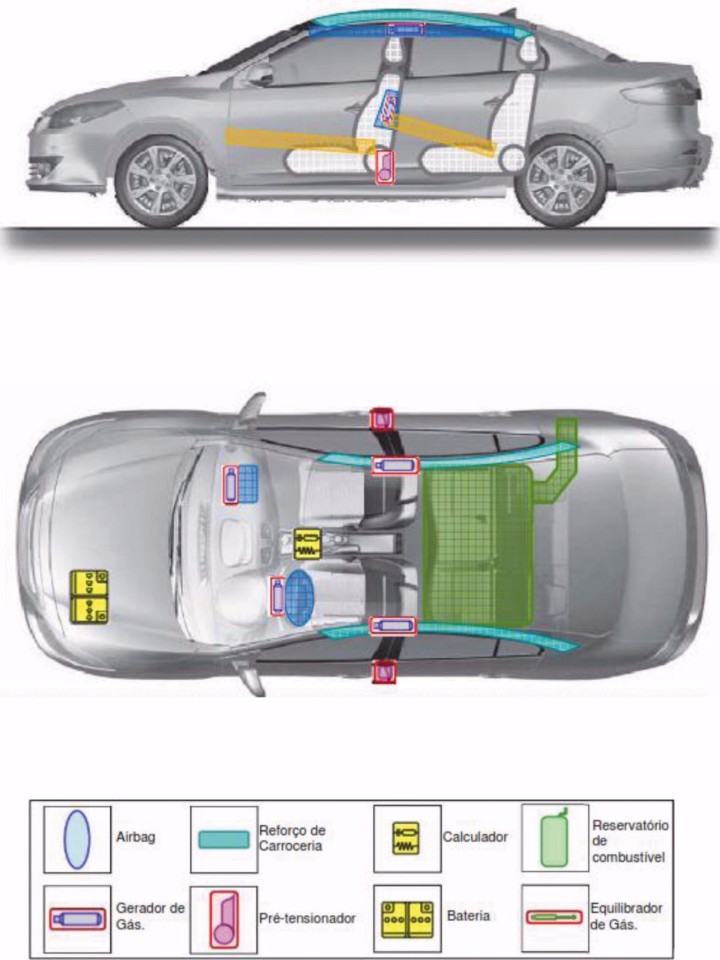 Airbag
Reforço de
Carroceria
Calculador
Reservatório
de
combustível
Gerador de
Gás.
Pré-tensionador
Bateria
Equilibrador
de Gás.